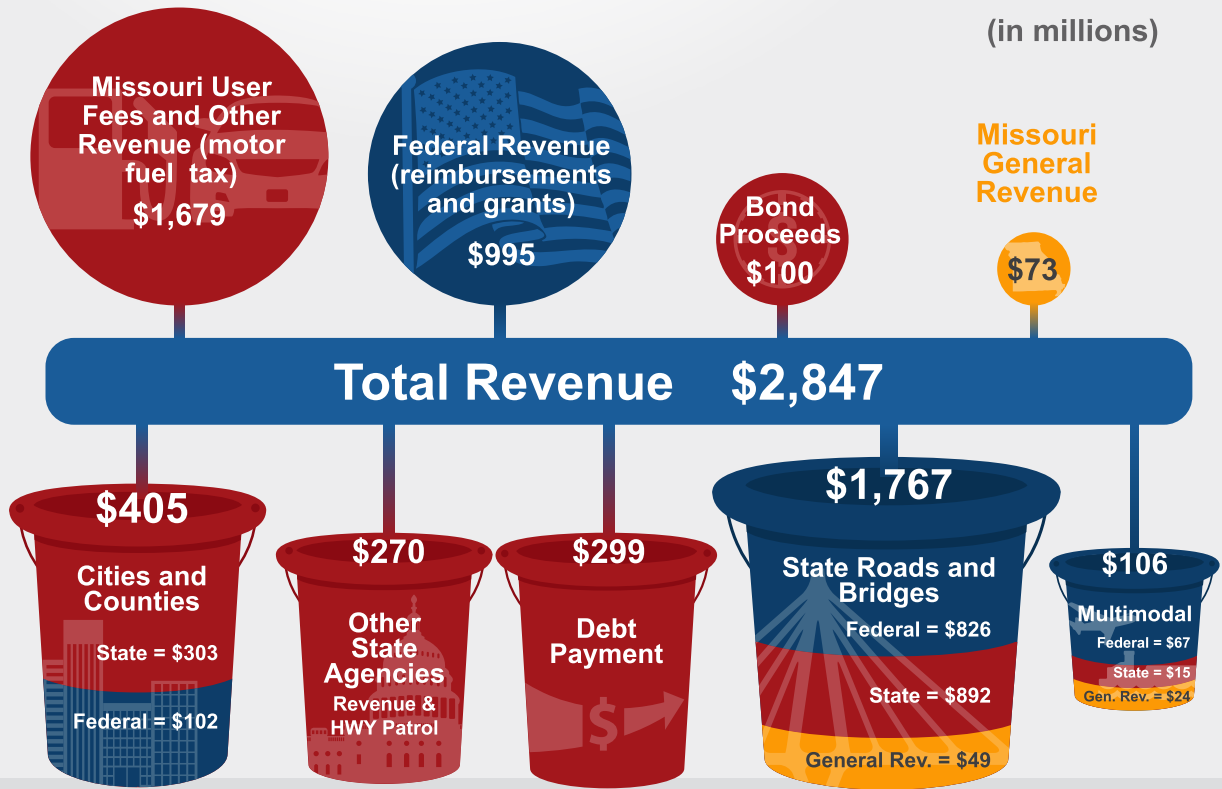 (in millions)
Missouri User
Fees and Other
Revenue (motor
fuel tax)
$1,679
Federal Revenue
(reimbursements
and grants)
$995
Bond
Proceeds
$100
Missouri
General
Revenue
$73
Total Revenue $2,847
$405
Cities and
Counties
State = $303
Federal = $102
$270
Other
State
Agencies
Revenue &
HWY Patrol
$299
Debt
Payment
$
$1,767
State Roads and
Bridges
Federal = $826
State = $892
General Rev. = $49
$106
Multimodal
Federal = $67
State = $15
Gen. Rev. = $24